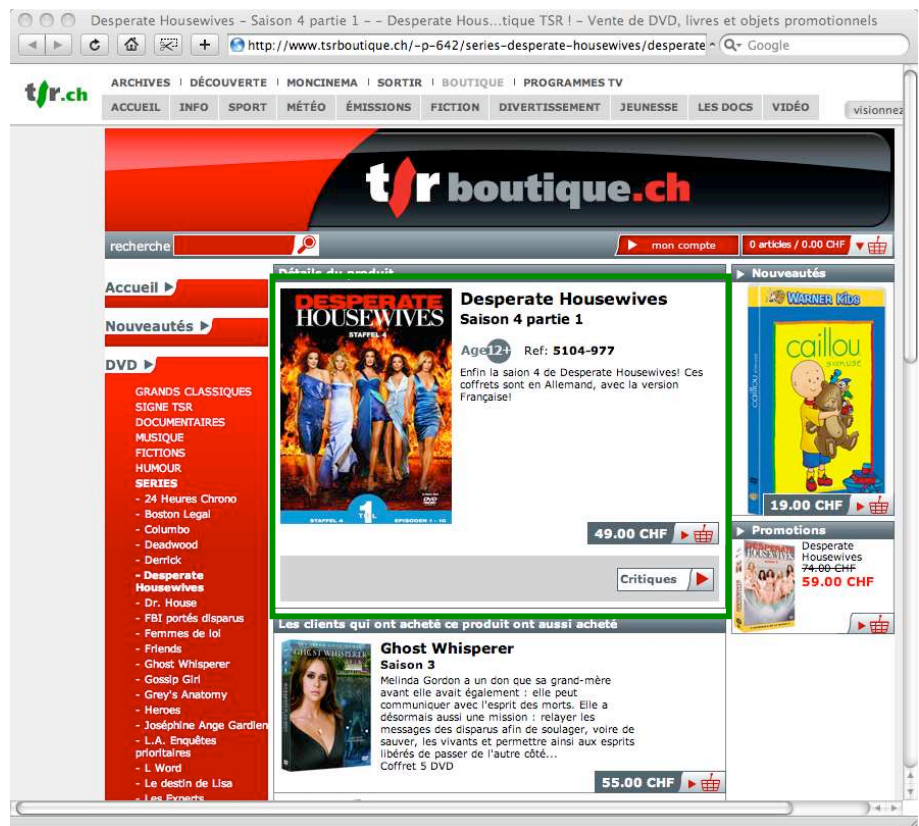 Desperate Housewives – Saison 4 partie 1 – – Desperate Hous...tique TSR ! – Vente de DVD, livres et objets promotionnels
http://www.tsrboutique.ch/-p-642/series-desperate-housewives/desperate
Google
tsr.ch
ARCHIVES | DÉCOUVERTE | MONCINEMA | SORTIR | BOUTIQUE | PROGRAMMES TV
ACCUEIL INFO SPORT MÉTÉO ÉMISSIONS FICTION DIVERTISSEMENT JEUNESSE LES DOCS VIDÉO
visionnez
tsr boutique.ch
recherche
mon compte
0 articles / 0.00 CHF
Accueil
Nouveautés
DVD
GRANDS CLASSIQUES
SIGNE TSR
DOCUMENTAIRES
MUSIQUE
FICTIONS
HUMOUR
SERIES
- 24 Heures Chrono
- Boston Legal
- Columbo
- Deadwood
- Derrick
- Desperate
Housewives
- Dr. House
- FBI portés disparus
- Femmes de loi
- Friends
- Ghost Whisperer
- Gossip Girl
- Grey's Anatomy
- Heroes
- Joséphine Ange Gardien
- L.A. Enquêtes
prioritaires
- L Word
- Le destin de Lisa
- Les Experts
Détails du produit
DESPERATE
HOUSEWIVES
STAFFEL 4
1
TEIL
STAFFEL 4
EPISODEN 1 - 10
Desperate Housewives
Saison 4 partie 1
Age 12+ Ref: 5104-977
Enfin la saion 4 de Desperate Housewives! Ces
coffrets sont en Allemand, avec la version
Française!
49.00 CHF
Critiques
Les clients qui ont acheté ce produit ont aussi acheté
GHOST WHISPERER
Ghost Whisperer
Saison 3
Melinda Gordon a un don que sa grand-mère
avant elle avait également : elle peut
communiquer avec l'esprit des morts. Elle a
désormais aussi une mission : relayer les
messages des disparus afin de soulager, voire de
sauver, les vivants et permettre ainsi aux esprits
libérés de passer de l'autre côté...
Coffret 5 DVD
55.00 CHF
Nouveautés
WARNER KIDS
caillou
19.00 CHF
Promotions
DESPERATE
HOUSEWIVES
Desperate
Housewives
74.00 CHF
59.00 CHF